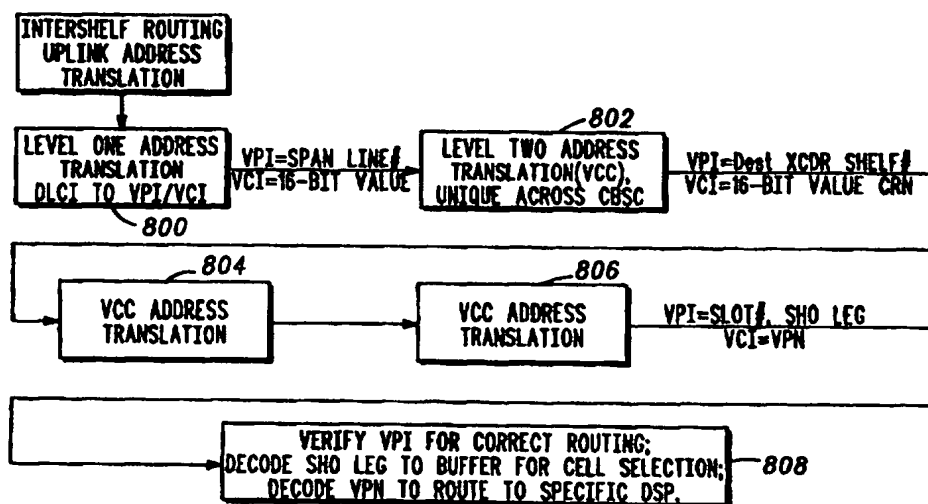 INTERSHELF ROUTING
UPLINK ADDRESS
TRANSLATION
LEVEL ONE ADDRESS
TRANSLATION
DLCI TO VPI/VCI
800
VPI=SPAN LINE#
VCI=16-BIT VALUE
802
LEVEL TWO ADDRESS
TRANSLATION(VCC),
UNIQUE ACROSS CBSC
VPI=Dest XCDR SHELF#
VCI=16-BIT VALUE CRN
804
VCC ADDRESS
TRANSLATION
806
VCC ADDRESS
TRANSLATION
VPI=SLOT#, SHO LEG
VCI=VPN
VERIFY VPI FOR CORRECT ROUTING;
DECODE SHO LEG TO BUFFER FOR CELL SELECTION;
DECODE VPN TO ROUTE TO SPECIFIC DSP.
808